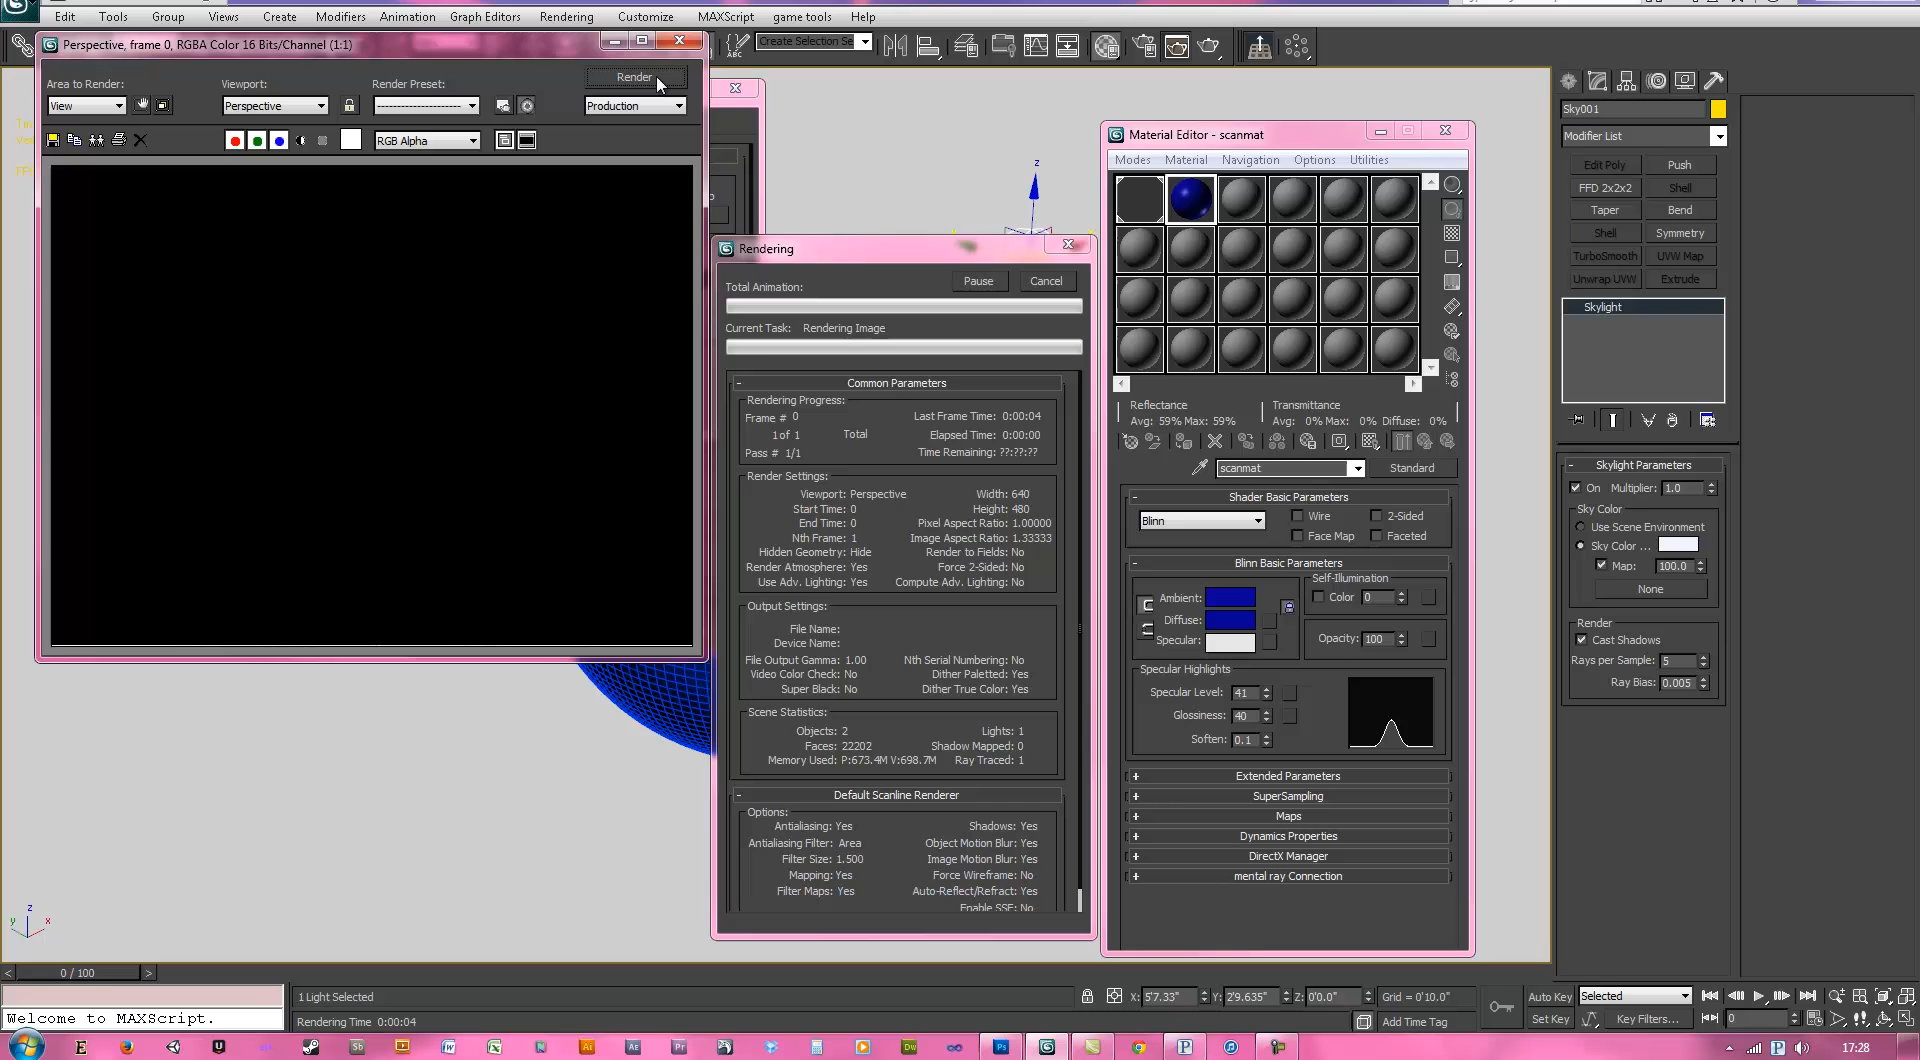 Edit Tools Group Views Create Modifiers Animation Graph Editors Rendering Customize MAXScript game tools Help
Perspective, frame 0, RGBA Color 16 Bits/Channel (1:1)
ABC
Create Selection Se
Area to Render:
Viewport:
Render Preset:
Render
View
Perspective
Production
RGB Alpha
Rendering
Pause
Cancel
Total Animation:
Current Task: Rendering Image
Common Parameters
Rendering Progress:
Frame # 0
Last Frame Time: 0:00:04
1of 1
Total
Elapsed Time: 0:00:00
Pass # 1/1
Time Remaining: ??:??:??
Render Settings:
Viewport: Perspective
Width: 640
Start Time: 0
Height: 480
End Time: 0
Pixel Aspect Ratio: 1.00000
Nth Frame: 1
Image Aspect Ratio: 1.33333
Hidden Geometry: Hide
Render to Fields: No
Render Atmosphere: Yes
Force 2-Sided: No
Use Adv. Lighting: Yes
Compute Adv. Lighting: No
Output Settings:
File Name:
Device Name:
File Output Gamma: 1.00
Nth Serial Numbering: No
Video Color Check: No
Dither Paletted: Yes
Super Black: No
Dither True Color: Yes
Scene Statistics:
Objects: 2
Lights: 1
Faces: 22202
Shadow Mapped: 0
Memory Used: P:673.4M V:698.7M
Ray Traced: 1
Default Scanline Renderer
Options:
Antialiasing: Yes
Shadows: Yes
Antialiasing Filter: Area
Object Motion Blur: Yes
Filter Size: 1.500
Image Motion Blur: Yes
Mapping: Yes
Force Wireframe: No
Filter Maps: Yes
Auto-Reflect/Refract: Yes
Enable SSE: No
z
Material Editor - scanmat
Modes Material Navigation Options Utilities
Reflectance
Transmittance
Avg: 59% Max: 59%
Avg: 0% Max: 0% Diffuse: 0%
scanmat
Standard
Shader Basic Parameters
Blinn
Wire
2-Sided
Face Map
Faceted
Blinn Basic Parameters
Self-Illumination
Ambient:
Color 0
Diffuse:
Specular:
Opacity: 100
Specular Highlights
Specular Level: 41
Glossiness: 40
Soften: 0.1
Extended Parameters
SuperSampling
Maps
Dynamics Properties
DirectX Manager
mental ray Connection
Sky001
Modifier List
Edit Poly
Push
FFD 2x2x2
Shell
Taper
Bend
Shell
Symmetry
TurboSmooth
UVW Map
Unwrap UVW
Extrude
Skylight
Skylight Parameters
On Multiplier: 1.0
Sky Color
Use Scene Environment
Sky Color ...
Map: 100.0
None
Render
Cast Shadows
Rays per Sample: 5
Ray Bias: 0.005
z
y
x
0 / 100
1 Light Selected
X: 5'7.33" Y: 2'9.635" Z: 0'0.0" Grid = 0'10.0"
Auto Key
Selected
Welcome to MAXScript.
Rendering Time 0:00:04
Add Time Tag
Set Key
Key Filters...
0
17:28